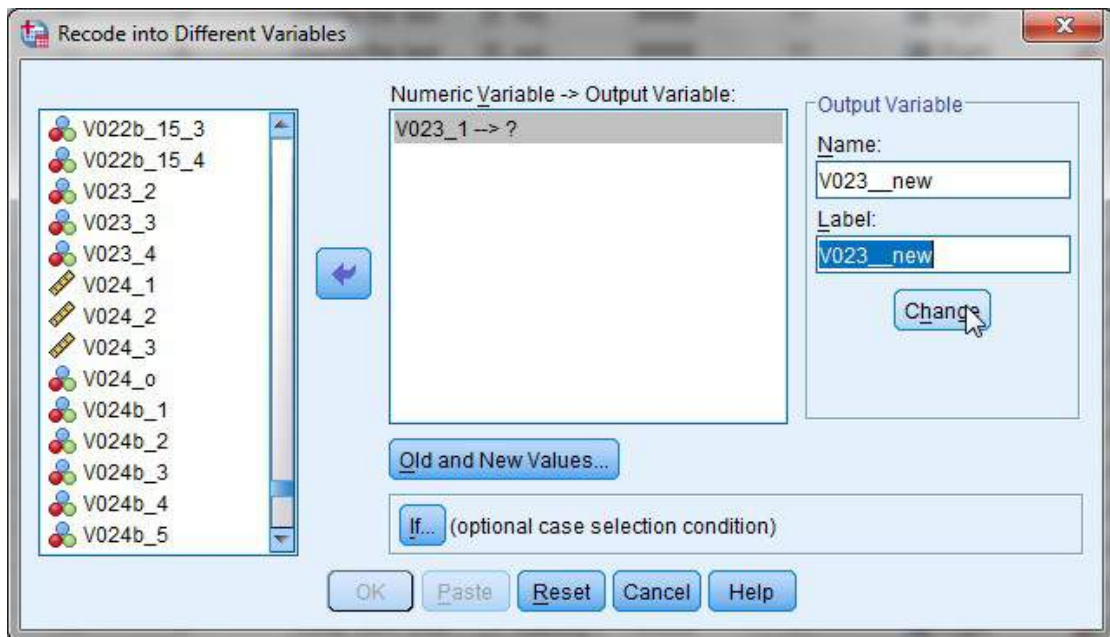 Recode into Different Variables
V022b_15_3
V022b_15_4
V023_2
V023_3
V023_4
V024_1
V024_2
V024_3
V024_o
V024b_1
V024b_2
V024b_3
V024b_4
V024b_5
Numeric Variable -> Output Variable:
V023_1 --> ?
Output Variable
Name:
V023__new
Label:
V023__new
Change
Old and New Values...
If... (optional case selection condition)
OK Paste Reset Cancel Help